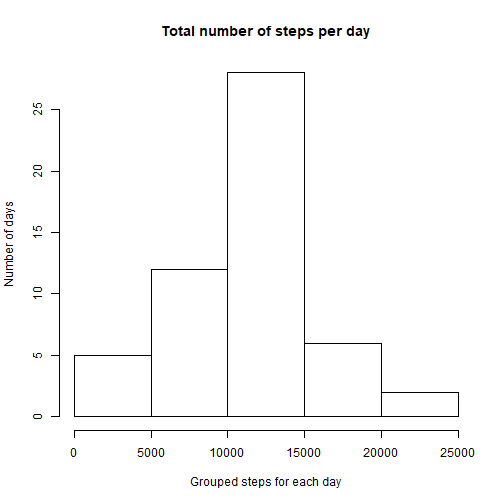 Total number of steps per day
Number of days
25
20
15
10
5
0
0 5000 10000 15000 20000 25000
Grouped steps for each day